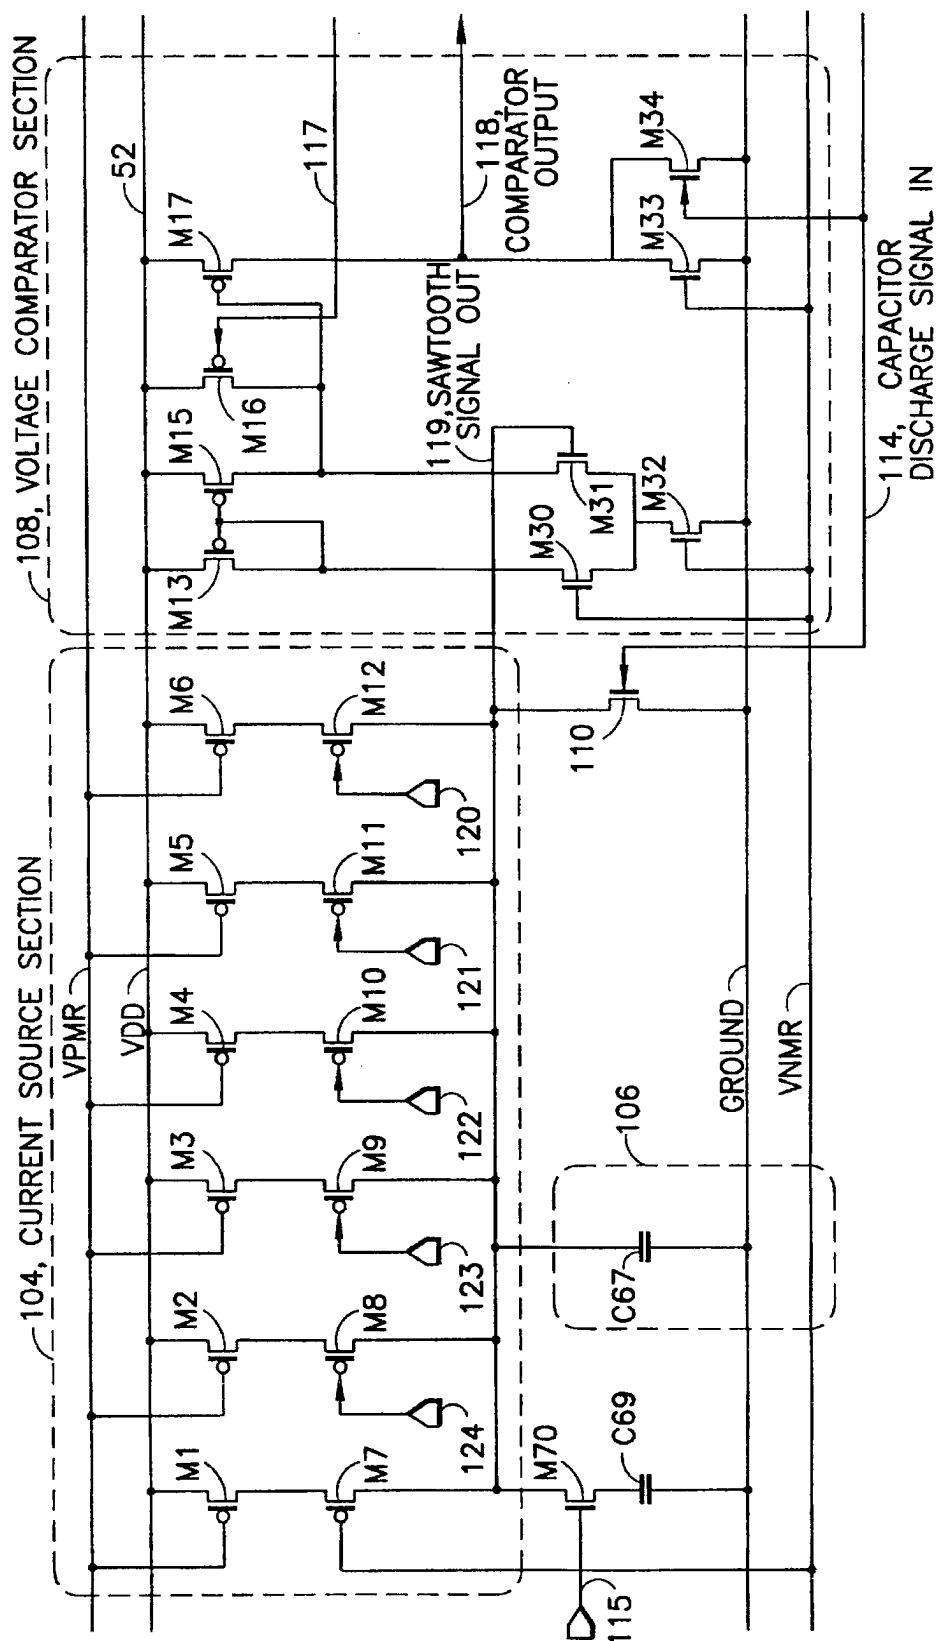 104, CURRENT SOURCE SECTION
108, VOLTAGE COMPARATOR SECTION
VPMR
VDD
52
M1
M2
M3
M4
M5
M6
M13
M15
M16
M17
117
M7
M8
M9
M10
M11
M12
124
123
122
121
120
119, SAWTOOTH
SIGNAL OUT
118,
COMPARATOR
OUTPUT
115
M70
C69
C67
106
110
M30
M31
M32
M33
M34
GROUND
VNMR
114, CAPACITOR
DISCHARGE SIGNAL IN